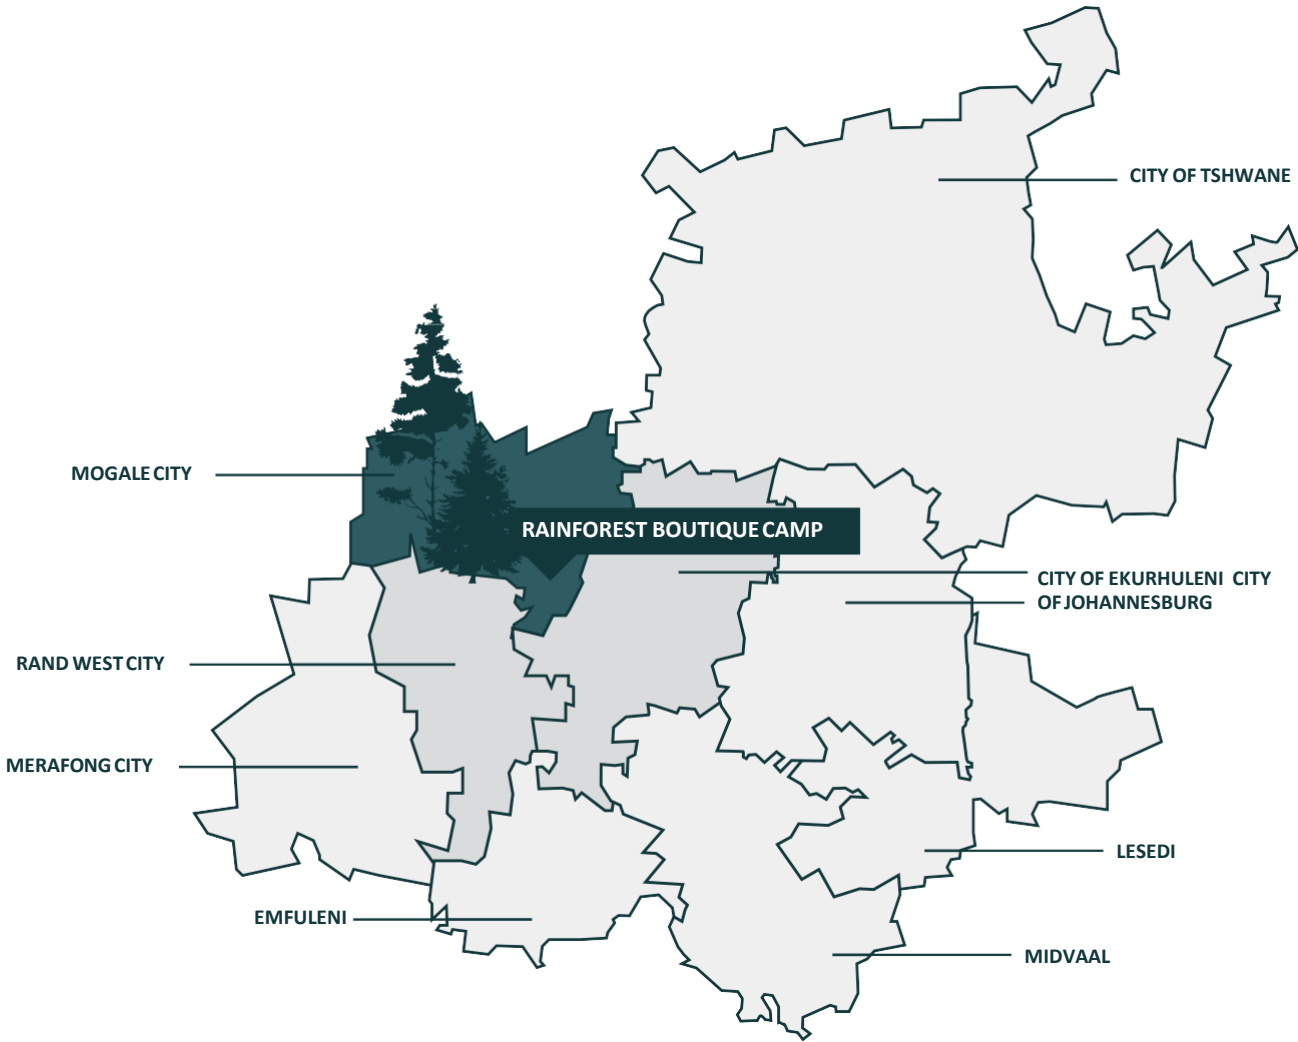 CITY OF TSHWANE
MOGALE CITY
RAINFOREST BOUTIQUE CAMP
CITY OF EKURHULENI CITY
OF JOHANNESBURG
RAND WEST CITY
MERAFONG CITY
LESEDI
EMFULENI
MIDVAAL